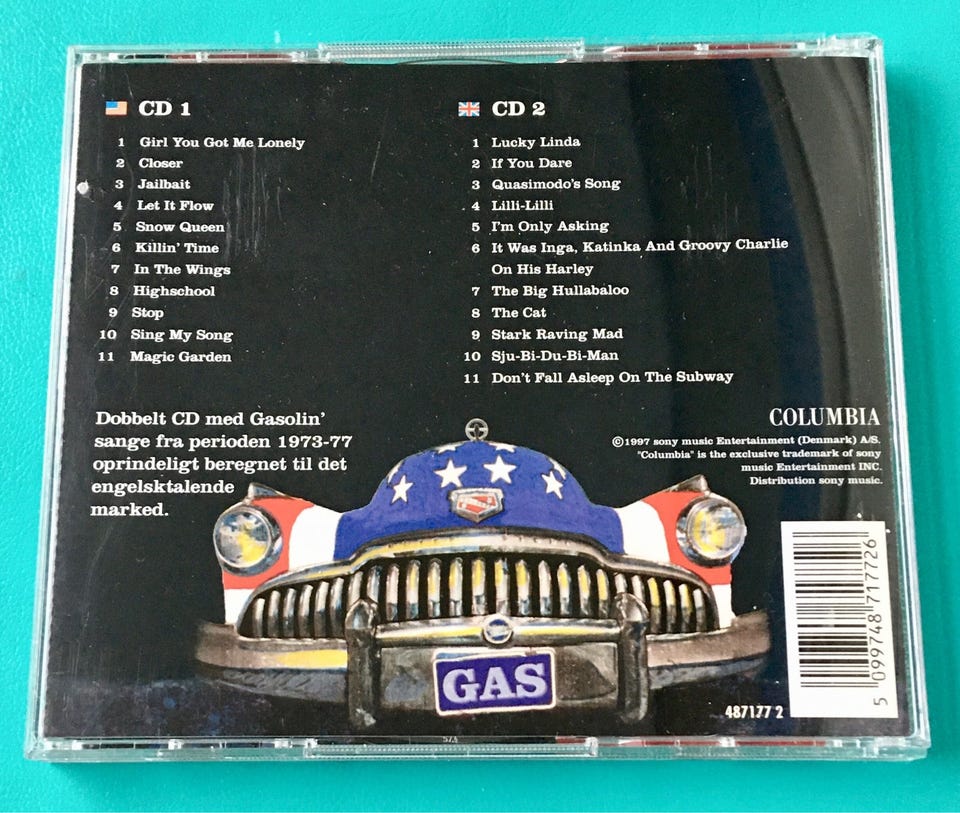 CD 1
1 Girl You Got Me Lonely
2 Closer
3 Jailbait
4 Let It Flow
5 Snow Queen
6 Killin' Time
7 In The Wings
8 Highschool
9 Stop
10 Sing My Song
11 Magic Garden
CD 2
1 Lucky Linda
2 If You Dare
3 Quasimodo's Song
4 Lilli-Lilli
5 I'm Only Asking
6 It Was Inga, Katinka And Groovy Charlie
On His Harley
7 The Big Hullabaloo
8 The Cat
9 Stark Raving Mad
10 Sju-Bi-Du-Bi-Man
11 Don't Fall Asleep On The Subway
Dobbelt CD med Gasolin'
sange fra perioden 1973-77
oprindeligt beregnet til det
engelsktalende
marked.
COLUMBIA
©1997 sony music Entertainment (Denmark) A/S.
"Columbia" is the exclusive trademark of sony
music Entertainment INC.
Distribution sony music.
GAS
487177 2
5 099748 717726